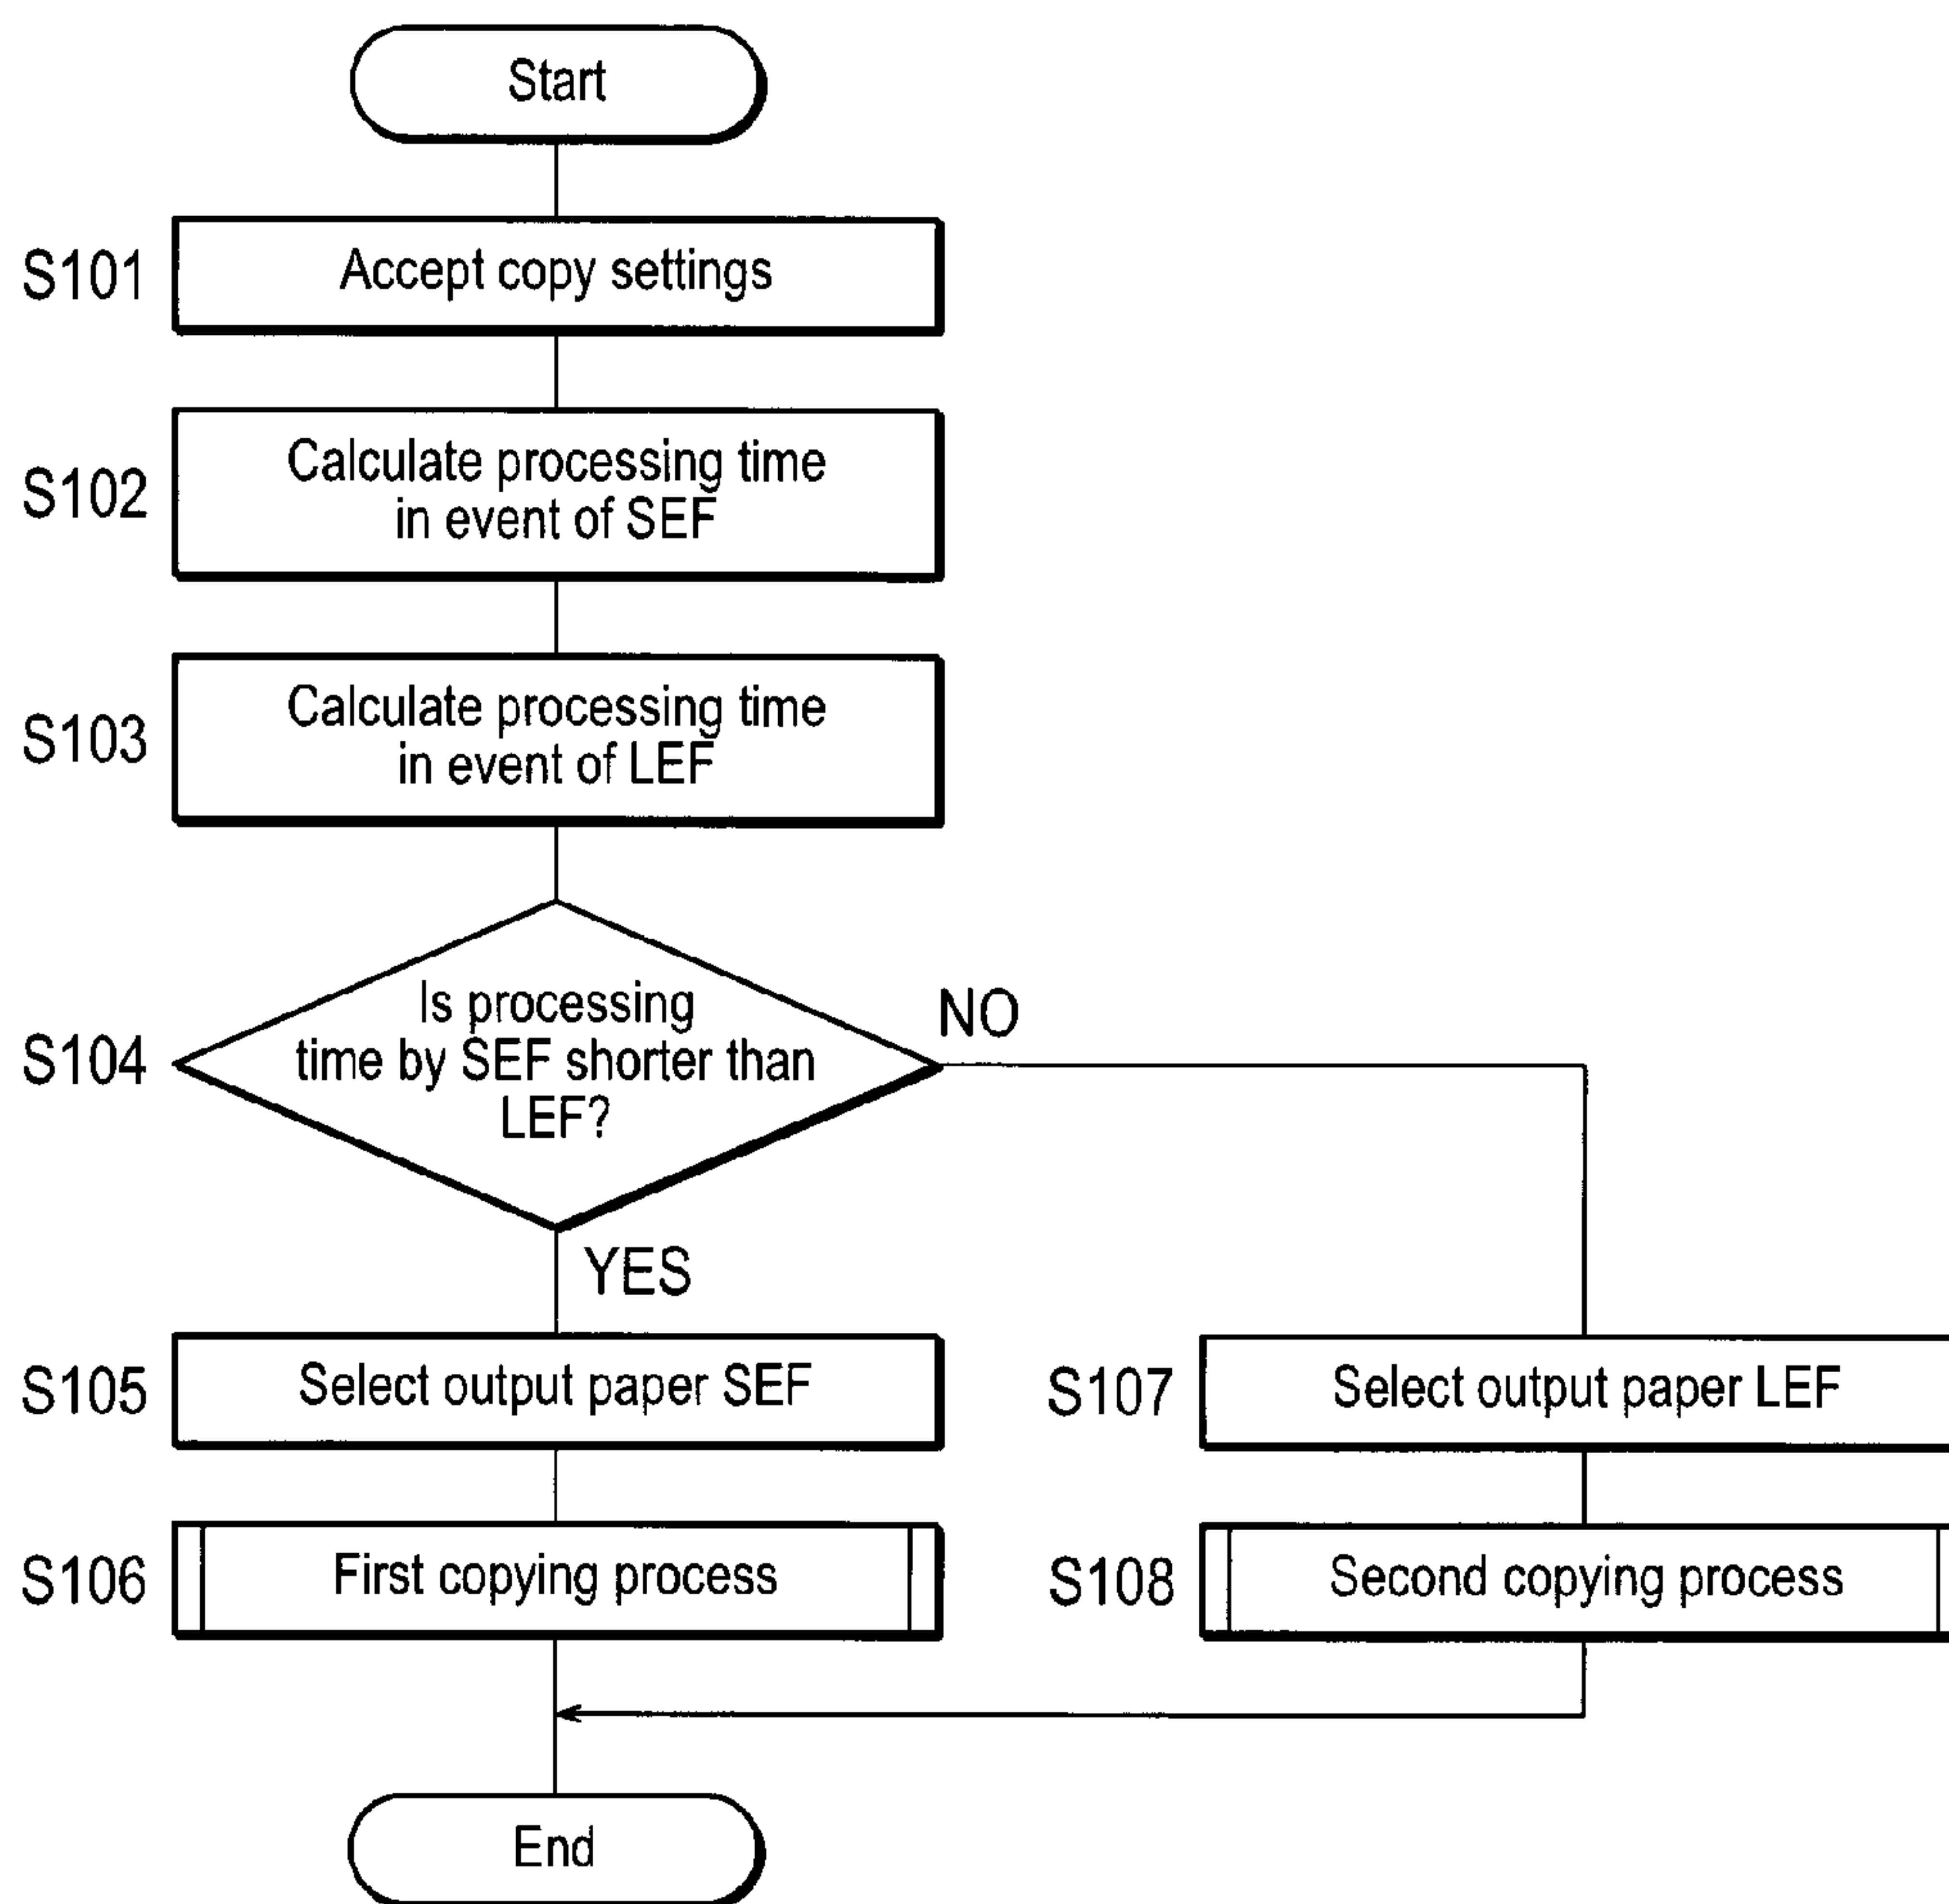 Start
S101
Accept copy settings
S102
Calculate processing time
in event of SEF
S103
Calculate processing time
in event of LEF
S104
Is processing
time by SEF shorter than
LEF?
NO
YES
S105
Select output paper SEF
S107
Select output paper LEF
S106
First copying process
S108
Second copying process
End